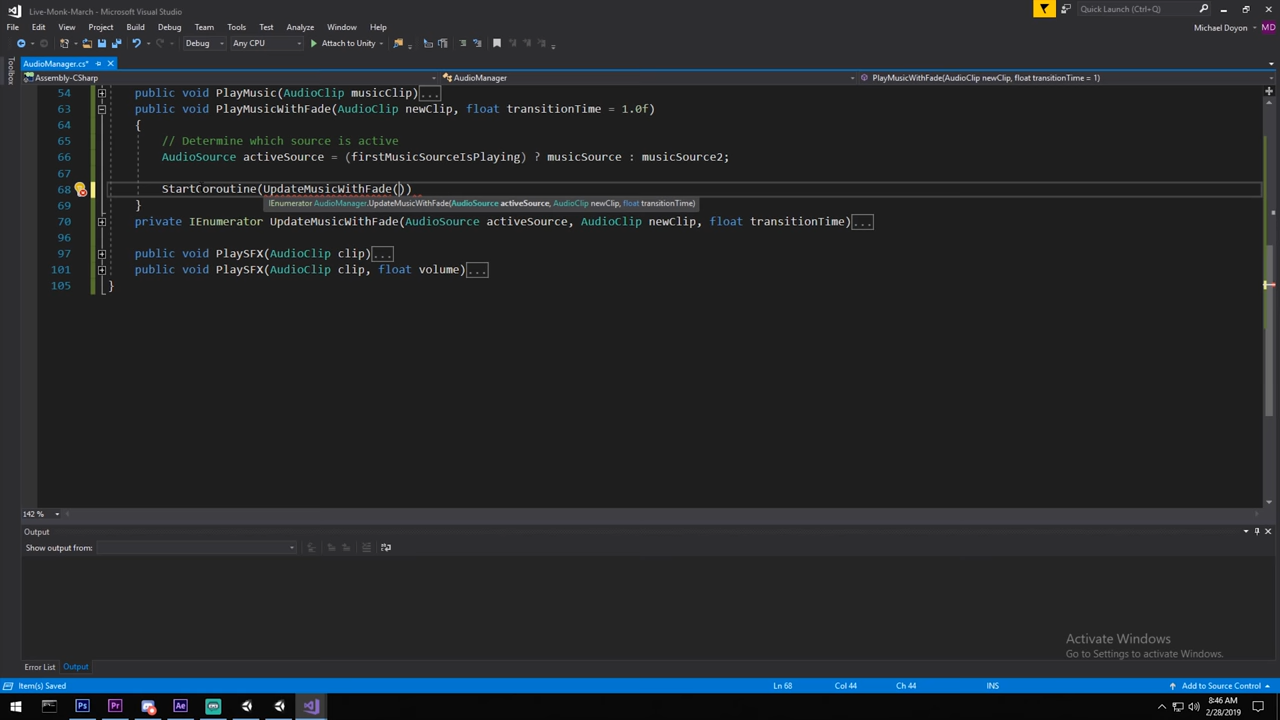 Live-Monk-March - Microsoft Visual Studio
Quick Launch (Ctrl+Q)
File Edit View Project Build Debug Team Tools Test Analyze Window Help
Michael Doyon MD
Debug Any CPU Attach to Unity
AudioManager.cs*
Toolbox
Assembly-CSharp AudioManager PlayMusicWithFade(AudioClip newClip, float transitionTime = 1)
54 public void PlayMusic(AudioClip musicClip)...
63 public void PlayMusicWithFade(AudioClip newClip, float transitionTime = 1.0f)
64 {
65 // Determine which source is active
66 AudioSource activeSource = (firstMusicSourceIsPlaying) ? musicSource : musicSource2;
67
68 StartCoroutine(UpdateMusicWithFade())
IEnumerator AudioManager.UpdateMusicWithFade(AudioSource activeSource, AudioClip newClip, float transitionTime)
69 }
70 private IEnumerator UpdateMusicWithFade(AudioSource activeSource, AudioClip newClip, float transitionTime)...
96
97 public void PlaySFX(AudioClip clip)...
101 public void PlaySFX(AudioClip clip, float volume)...
105 }
142 %
Output
Show output from:
Activate Windows
Go to Settings to activate Windows.
Error List Output
Item(s) Saved Ln 68 Col 44 Ch 44 INS Add to Source Control
Ps Pr Ae
8:46 AM
2/28/2019